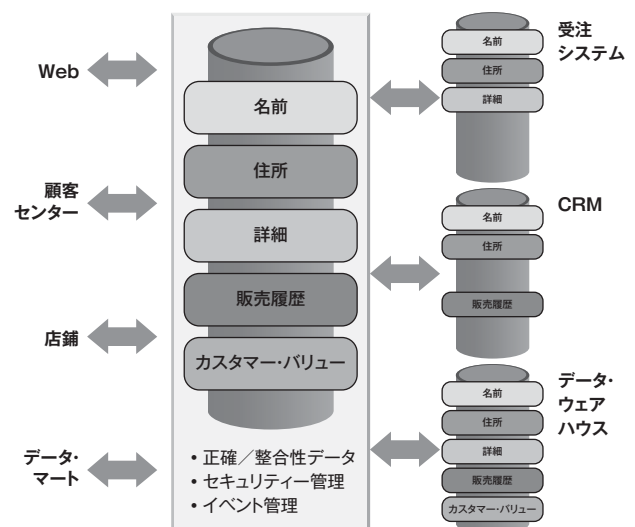 Web
顧客
センター
店鋪
データ・
マート
名前
住所
詳細
販売履歴
カスタマー・バリュー
• 正確／整合性データ
• セキュリティー管理
• イベント管理
受注
システム
名前
住所
詳細
CRM
名前
住所
販売履歴
データ・
ウェア
ハウス
名前
住所
詳細
販売履歴
カスタマー・バリュー